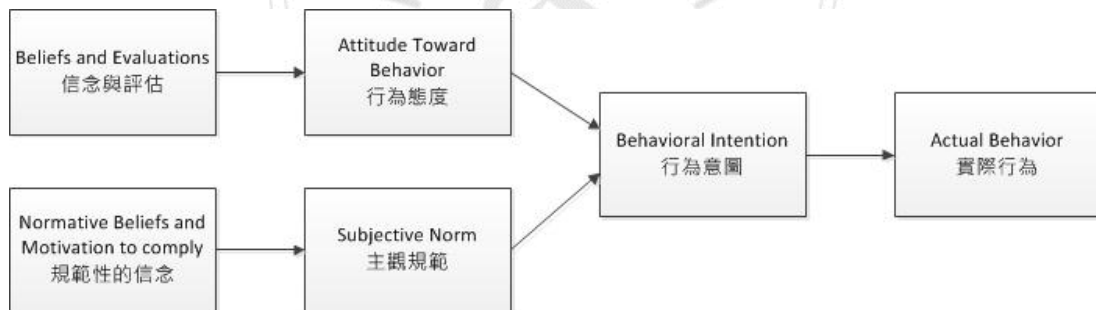 Beliefs and Evaluations
信念與評估
Attitude Toward
Behavior
行為態度
Behavioral Intention
行為意圖
Actual Behavior
實際行為
Normative Beliefs and
Motivation to comply
規範性的信念
Subjective Norm
主觀規範